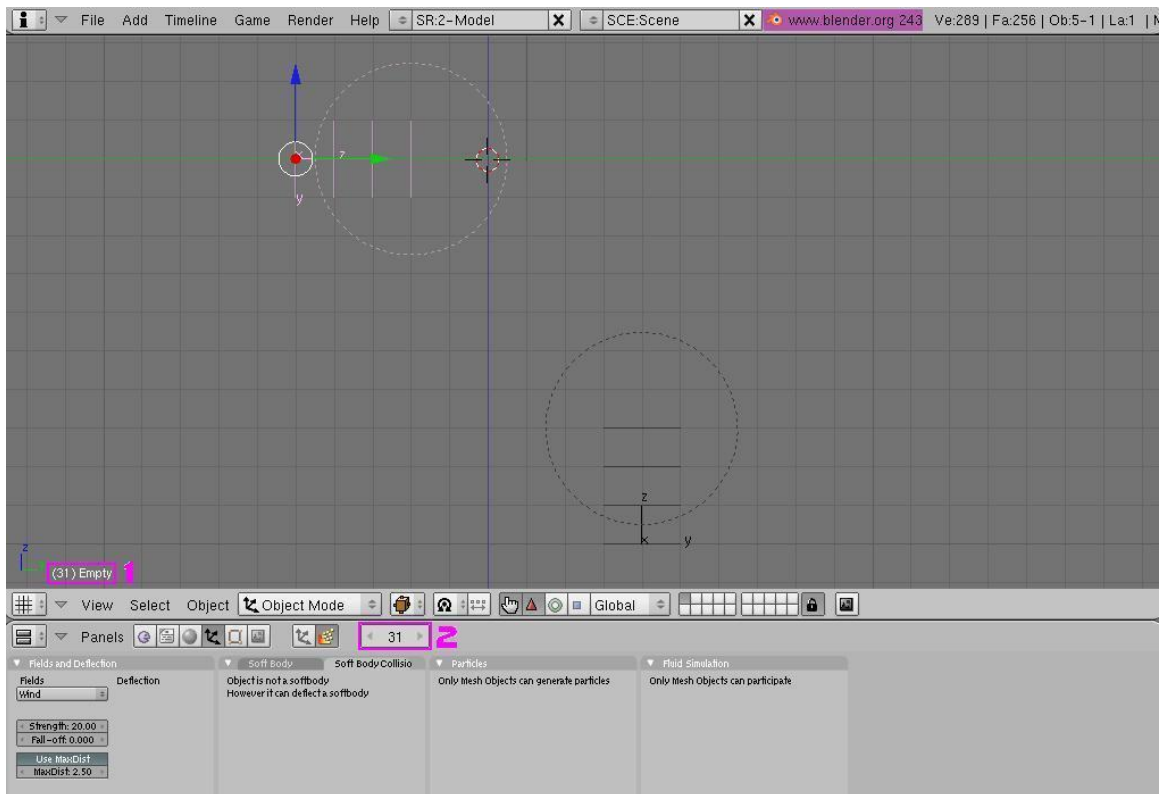 File Add Timeline Game Render Help SR:2-Model X SCE:Scene X www.blender.org 243 Ve:289 | Fa:256 | Ob:5-1 | La:1 |
z
y
z
y
x
z
(31) Empty 1
View Select Object Object Mode Global
Panels 31 2
Fields and Deflection Soft Body Soft Body Collisio Particles Fluid Simulation
Fields Deflection Object is not a softbody Only Mesh Objects can generate particles Only Mesh Objects can participate
Wind However it can deflect a softbody
Strength: 20.00
Fall-off: 0.000
Use MaxDist
MaxDist: 2.50